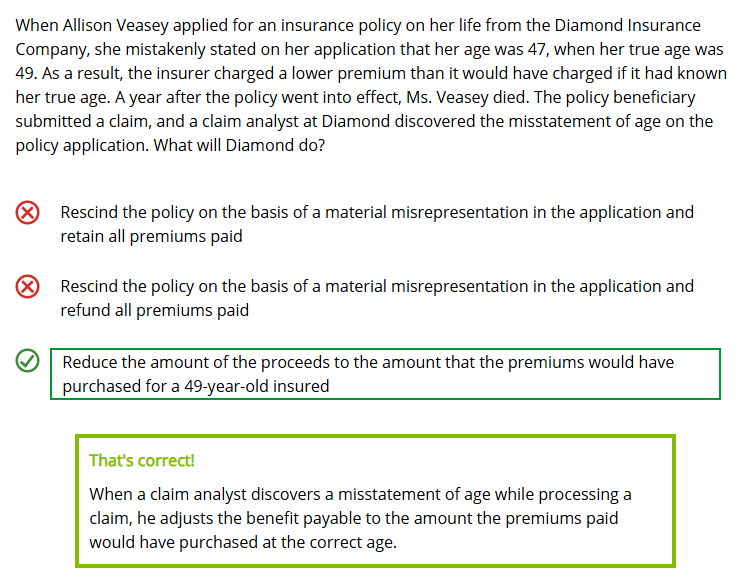 When Allison Veasey applied for an insurance policy on her life from the Diamond Insurance
Company, she mistakenly stated on her application that her age was 47, when her true age was
49. As a result, the insurer charged a lower premium than it would have charged if it had known
her true age. A year after the policy went into effect, Ms. Veasey died. The policy beneficiary
submitted a claim, and a claim analyst at Diamond discovered the misstatement of age on the
policy application. What will Diamond do?
Rescind the policy on the basis of a material misrepresentation in the application and
retain all premiums paid
Rescind the policy on the basis of a material misrepresentation in the application and
refund all premiums paid
Reduce the amount of the proceeds to the amount that the premiums would have
purchased for a 49-year-old insured
That's correct!
When a claim analyst discovers a misstatement of age while processing a
claim, he adjusts the benefit payable to the amount the premiums paid
would have purchased at the correct age.